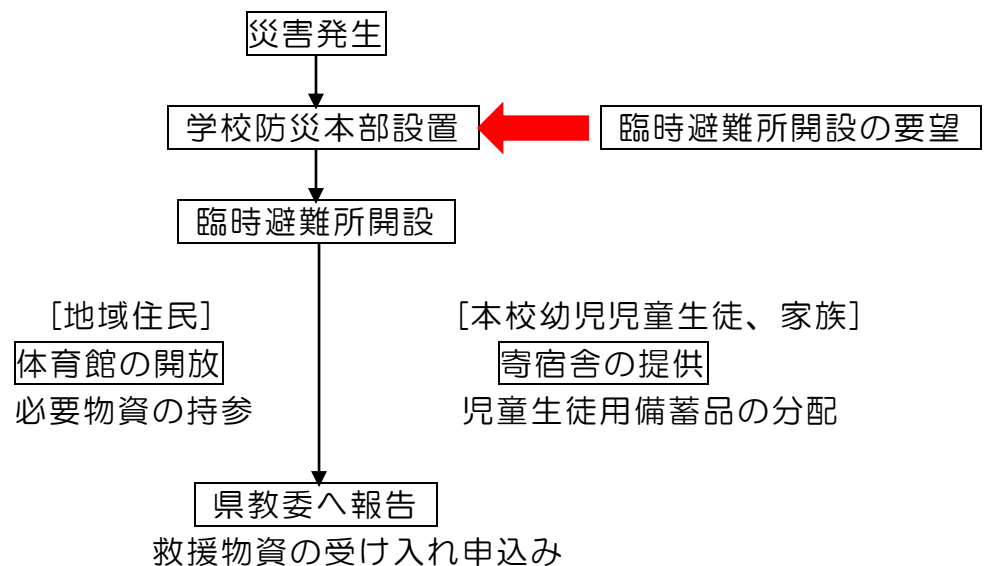 災害発生
学校防災本部設置
臨時避難所開設の要望
臨時避難所開設
[地域住民]
[本校幼児児童生徒、家族]
体育館の開放
寄宿舎の提供
必要物資の持参
児童生徒用備蓄品の分配
県教委へ報告
救援物資の受け入れ申込み